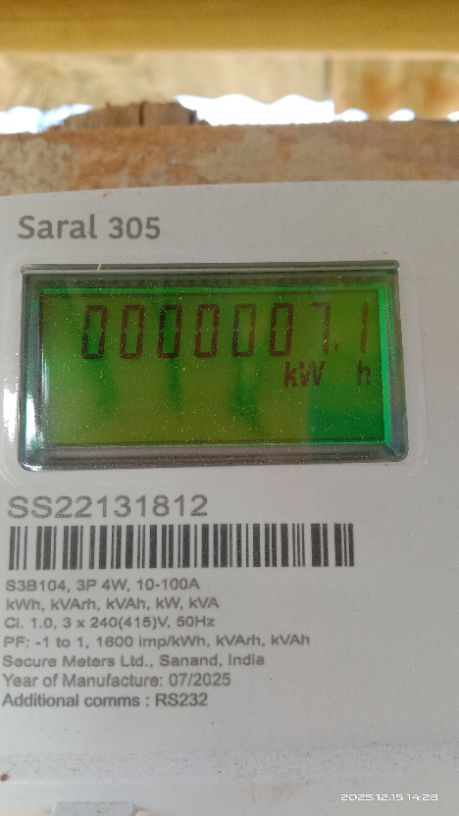 Saral 305
0000007.1
kW h
SS22131812
S3B104, 3P 4W, 10-100A
kWh, kVArh, kVAh, kW, kVA
Cl. 1.0, 3 x 240(415)V, 50Hz
PF: -1 to 1, 1600 imp/kWh, kVArh, kVAh
Secure Meters Ltd., Sanand, India
Year of Manufacture: 07/2025
Additional comms : RS232
2025.12.15 14:28